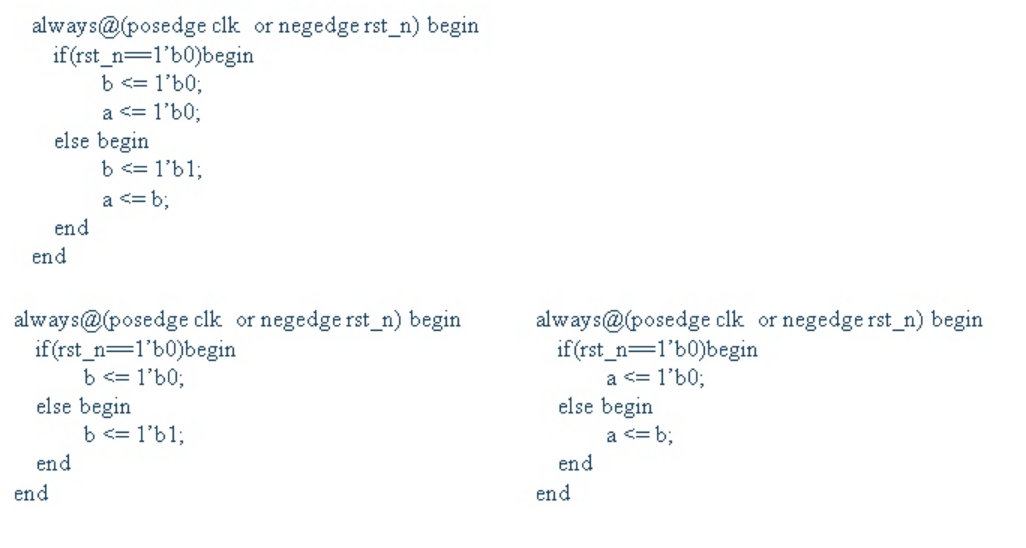 always@(posedge clk or negedge rst_n) begin
if(rst_n==1'b0)begin
b <= 1'b0;
a <= 1'b0;
else begin
b <= 1'b1;
a <= b;
end
end
always@(posedge clk or negedge rst_n) begin
if(rst_n==1'b0)begin
b <= 1'b0;
else begin
b <= 1'b1;
end
end
always@(posedge clk or negedge rst_n) begin
if(rst_n==1'b0)begin
a <= 1'b0;
else begin
a <= b;
end
end